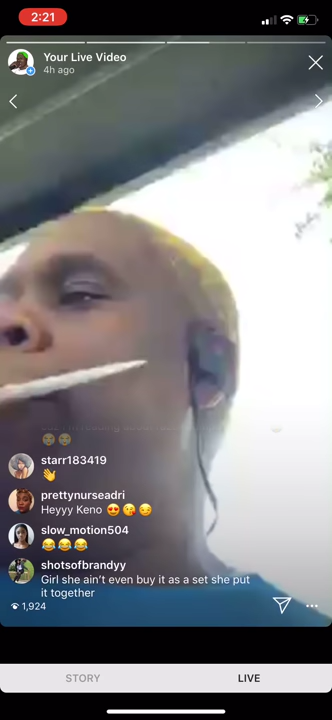 2:21
Your Live Video
4h ago
starr183419
👋
prettynurseadri
Heyyy Keno 😍😘😏
slow_motion504
😂😂😂
shotsofbrandyy
Girl she ain’t even buy it as a set she put
it together
1,924
STORY LIVE